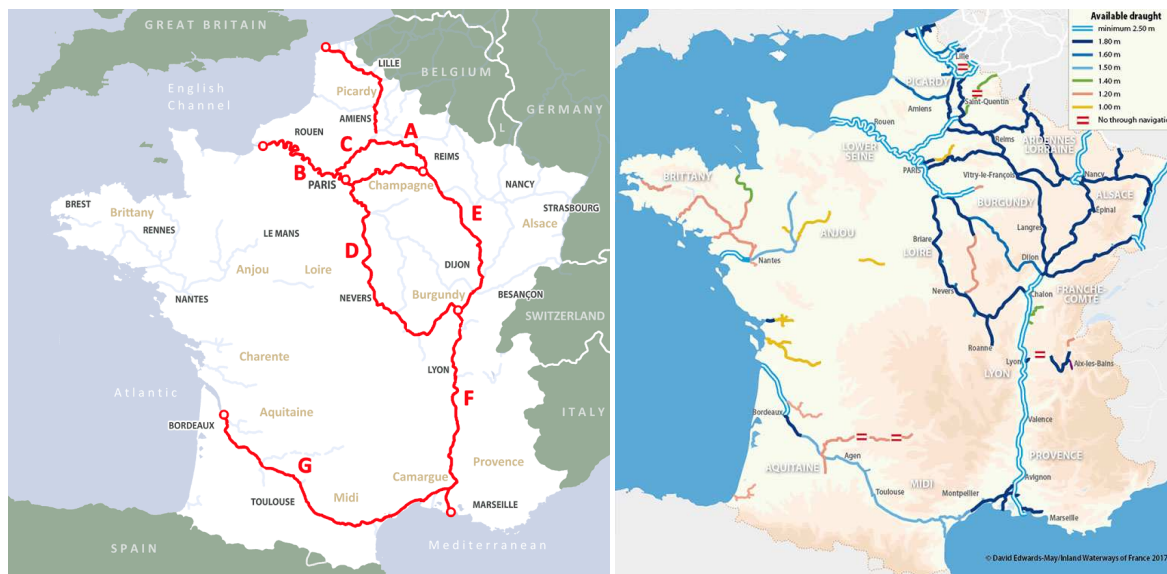 GREAT BRITAIN
English
Channel
LILLE
BELGIUM
Picardy
AMIENS
GERMANY
L
ROUEN
C
A
B
REIMS
PARIS
Champagne
NANCY
STRASBOURG
BREST
Brittany
RENNES
LE MANS
E
Alsace
D
Anjou
Loire
DIJON
NANTES
NEVERS
Burgundy
BESANÇON
SWITZERLAND
Charente
LYON
Atlantic
F
ITALY
Aquitaine
BORDEAUX
G
Camargue
Provence
TOULOUSE
Midi
MARSEILLE
SPAIN
Mediterranean
Available draught
minimum 2.50 m
1.80 m
1.60 m
1.50 m
1.40 m
1.20 m
1.00 m
No through navigatio
Lille
PICARDY
Saint-Quentin
Amiens
Rouen
LOWER
SEINE
Reims
ARDENNES
LORRAINE
PARIS
Vitry-le-François
Nancy
BRITTANY
BURGUNDY
ALSACE
Épinal
ANJOU
Langres
Briare
LOIRE
Dijon
Nantes
Nevers
Chalon
FRANCHE
COMTÉ
Roanne
Lyon
Aix-les-Bains
LYON
Bordeaux
Valence
Agen
AQUITAINE
PROVENCE
Avignon
MIDI
Toulouse
Montpellier
Marseille
© David Edwards-May/Inland Waterways of France 2017